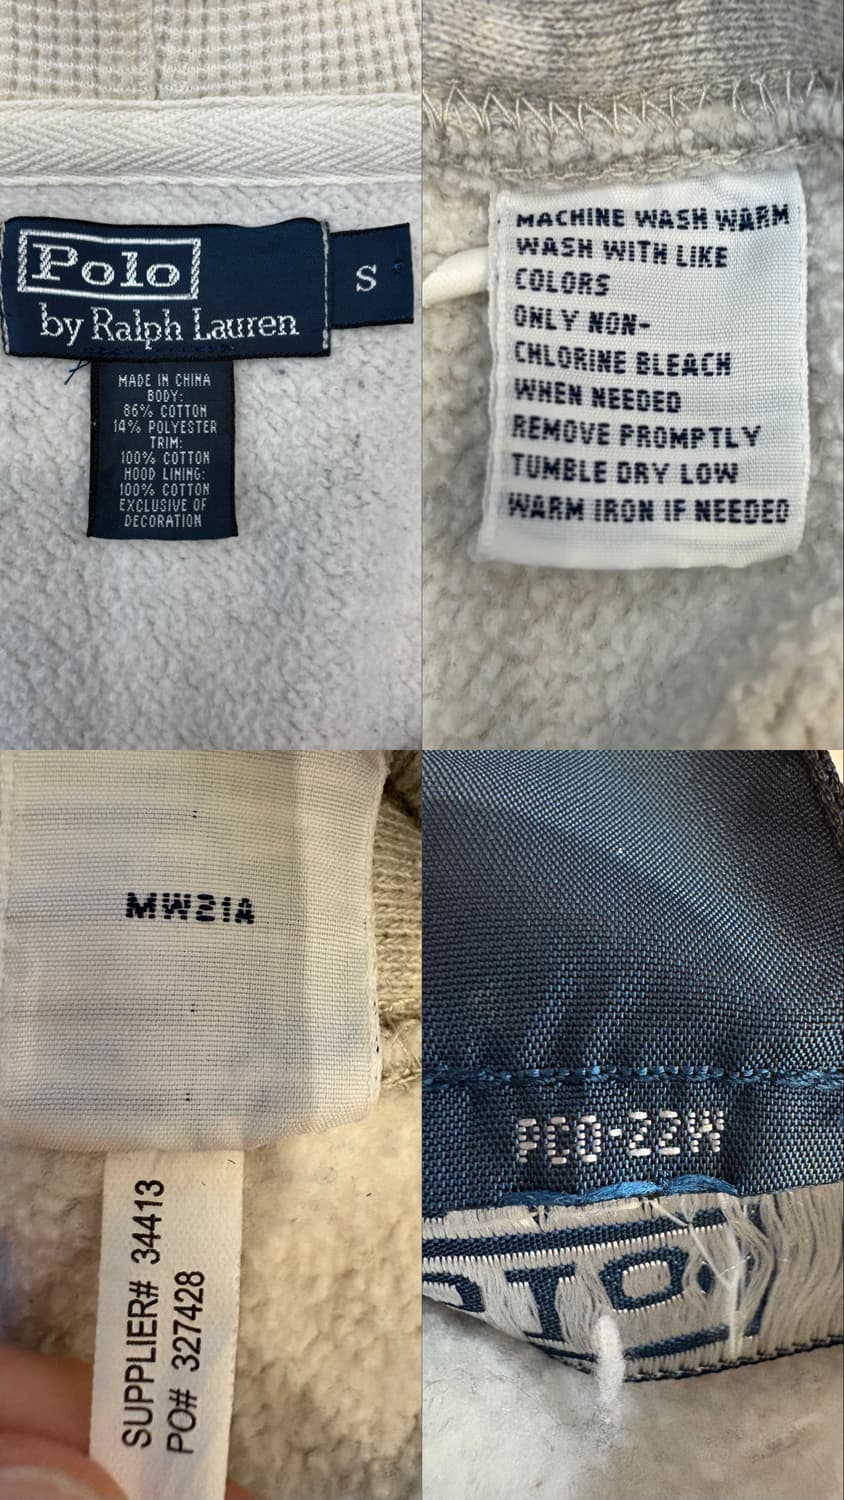 Polo
by Ralph Lauren
S
MADE IN CHINA
BODY:
86% COTTON
14% POLYESTER
TRIM:
100% COTTON
HOOD LINING:
100% COTTON
EXCLUSIVE OF
DECORATION
MACHINE WASH WARM
WASH WITH LIKE
COLORS
ONLY NON-
CHLORINE BLEACH
WHEN NEEDED
REMOVE PROMPTLY
TUMBLE DRY LOW
WARM IRON IF NEEDED
MW21A
SUPPLIER# 34413
PO# 327428
PCO-22W